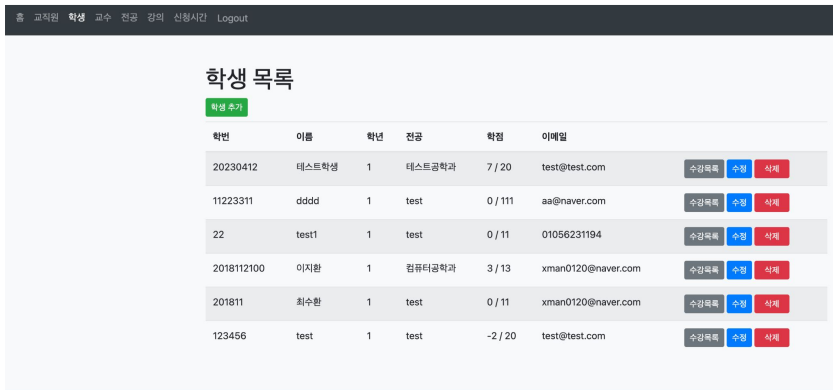 홈 교직원 학생 교수 전공 강의 신청시간 Logout
학생 목록
학생 추가
학번 이름 학년 전공 학점 이메일
20230412 테스트학생 1 테스트공학과 7 / 20 test@test.com 수강목록 수정 삭제
11223311 dddd 1 test 0 / 111 aa@naver.com 수강목록 수정 삭제
22 test1 1 test 0 / 11 01056231194 수강목록 수정 삭제
2018112100 이지환 1 컴퓨터공학과 3 / 13 xman0120@naver.com 수강목록 수정 삭제
201811 최수환 1 test 0 / 11 xman0120@naver.com 수강목록 수정 삭제
123456 test 1 test -2 / 20 test@test.com 수강목록 수정 삭제